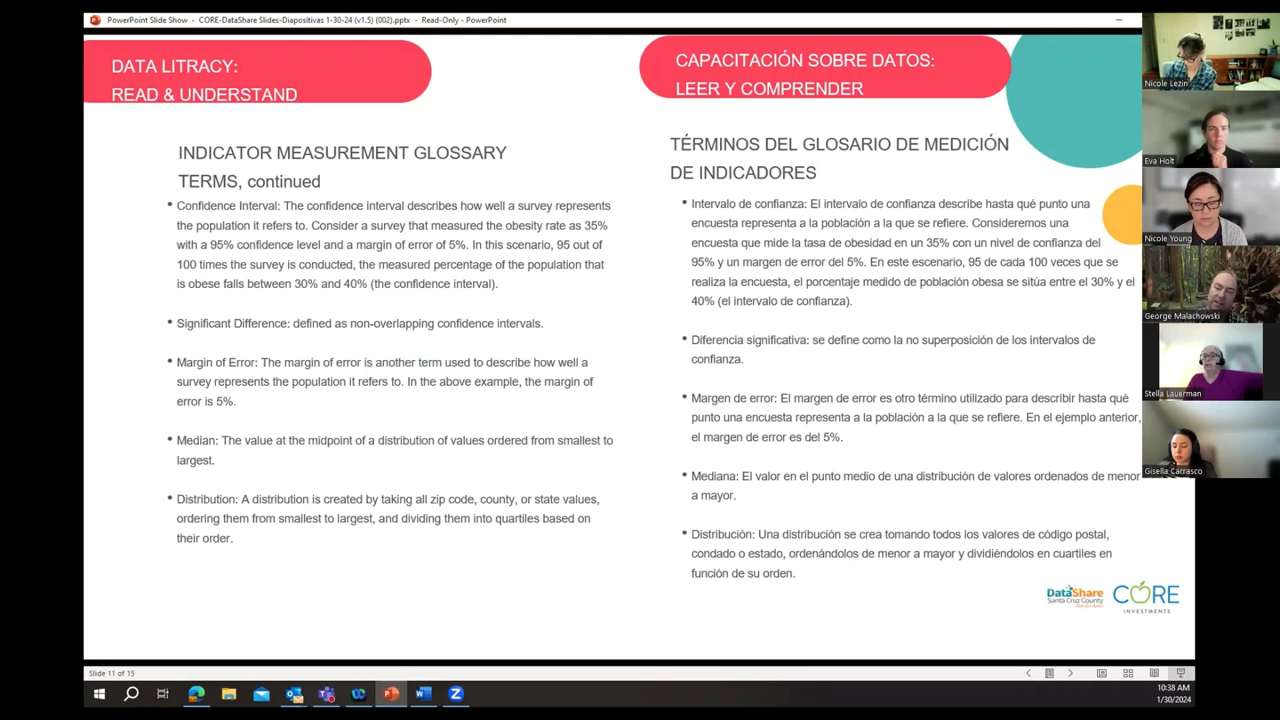 PowerPoint Slide Show - CORE-DataShare Slides-Diapositivas 1-30-24 (v1.5) (002).pptx - Read-Only - PowerPoint
DATA LITRACY:
READ & UNDERSTAND
INDICATOR MEASUREMENT GLOSSARY
TERMS, continued
• Confidence Interval: The confidence interval describes how well a survey represents
the population it refers to. Consider a survey that measured the obesity rate as 35%
with a 95% confidence level and a margin of error of 5%. In this scenario, 95 out of
100 times the survey is conducted, the measured percentage of the population that
is obese falls between 30% and 40% (the confidence interval).
• Significant Difference: defined as non-overlapping confidence intervals.
• Margin of Error: The margin of error is another term used to describe how well a
survey represents the population it refers to. In the above example, the margin of
error is 5%.
• Median: The value at the midpoint of a distribution of values ordered from smallest to
largest.
• Distribution: A distribution is created by taking all zip code, county, or state values,
ordering them from smallest to largest, and dividing them into quartiles based on
their order.
CAPACITACIÓN SOBRE DATOS:
LEER Y COMPRENDER
TÉRMINOS DEL GLOSARIO DE MEDICIÓN
DE INDICADORES
• Intervalo de confianza: El intervalo de confianza describe hasta qué punto una
encuesta representa a la población a la que se refiere. Consideremos una
encuesta que mide la tasa de obesidad en un 35% con un nivel de confianza del
95% y un margen de error del 5%. En este escenario, 95 de cada 100 veces que se
realiza la encuesta, el porcentaje medido de población obesa se sitúa entre el 30% y el
40% (el intervalo de confianza).
• Diferencia significativa: se define como la no superposición de los intervalos de
confianza.
• Margen de error: El margen de error es otro término utilizado para describir hasta qué
punto una encuesta representa a la población a la que se refiere. En el ejemplo anterior,
el margen de error es del 5%.
• Mediana: El valor en el punto medio de una distribución de valores ordenados de menor
a mayor.
• Distribución: Una distribución se crea tomando todos los valores de código postal,
condado o estado, ordenándolos de menor a mayor y dividiéndolos en cuartiles en
función de su orden.
DataShare
Santa Cruz County
CORE
INVESTMENTS
Nicole Lezin
Eva Holt
Nicole Young
George Malachowski
Stella Lauerman
Gisella Carrasco
Slide 11 of 15
10:38 AM
1/30/2024